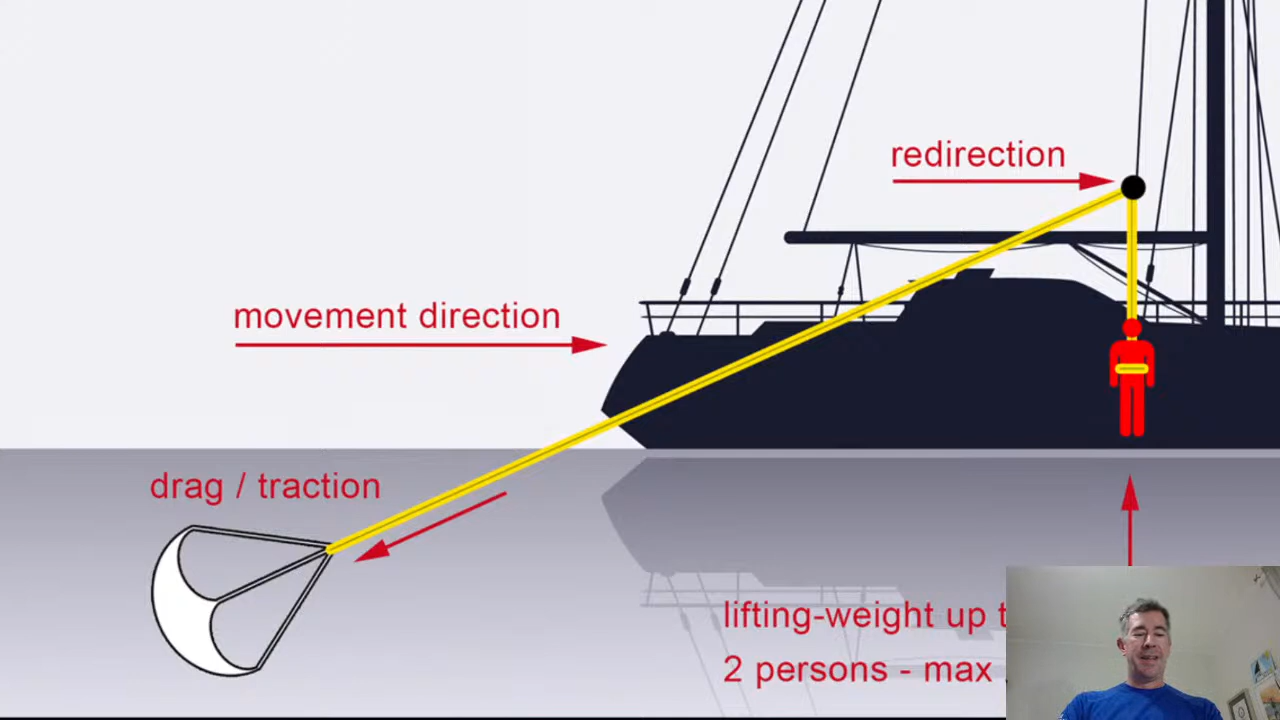 redirection
movement direction
drag / traction
lifting-weight up
2 persons - max